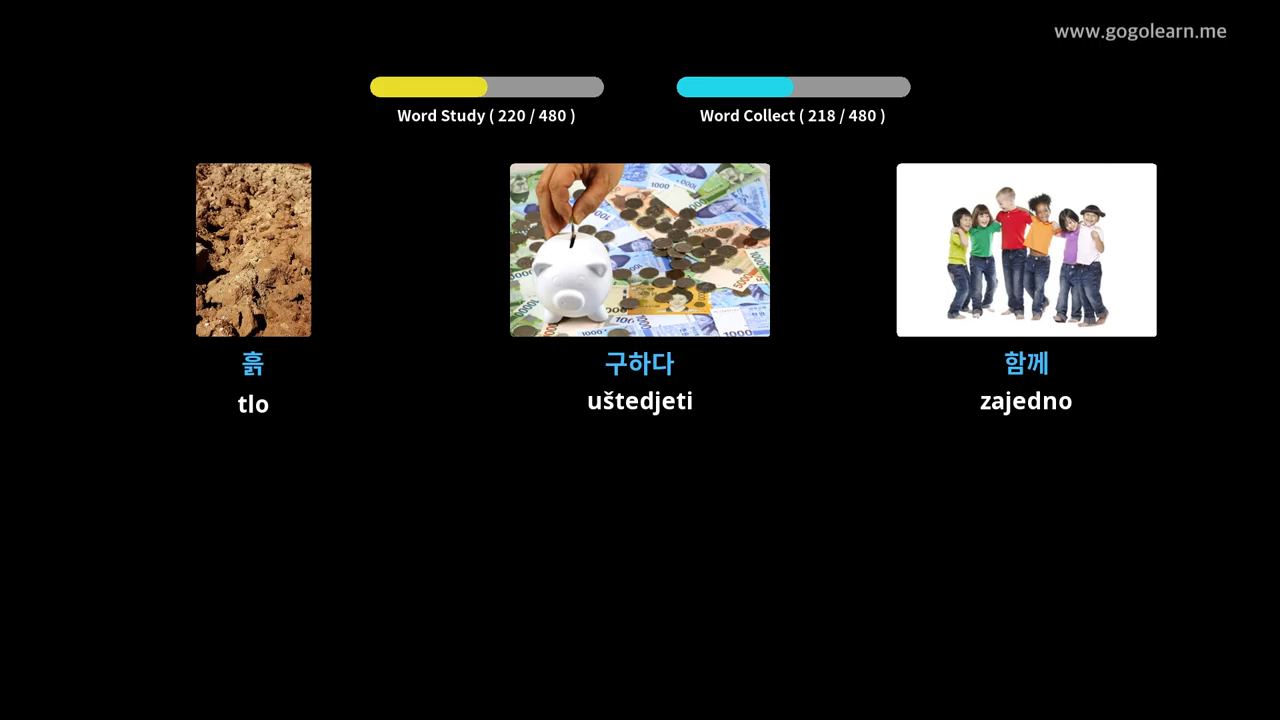 www.gogolearn.me
Word Study ( 220 / 480 )
Word Collect ( 218 / 480 )
흙
구하다
함께
tlo
uštedjeti
zajedno